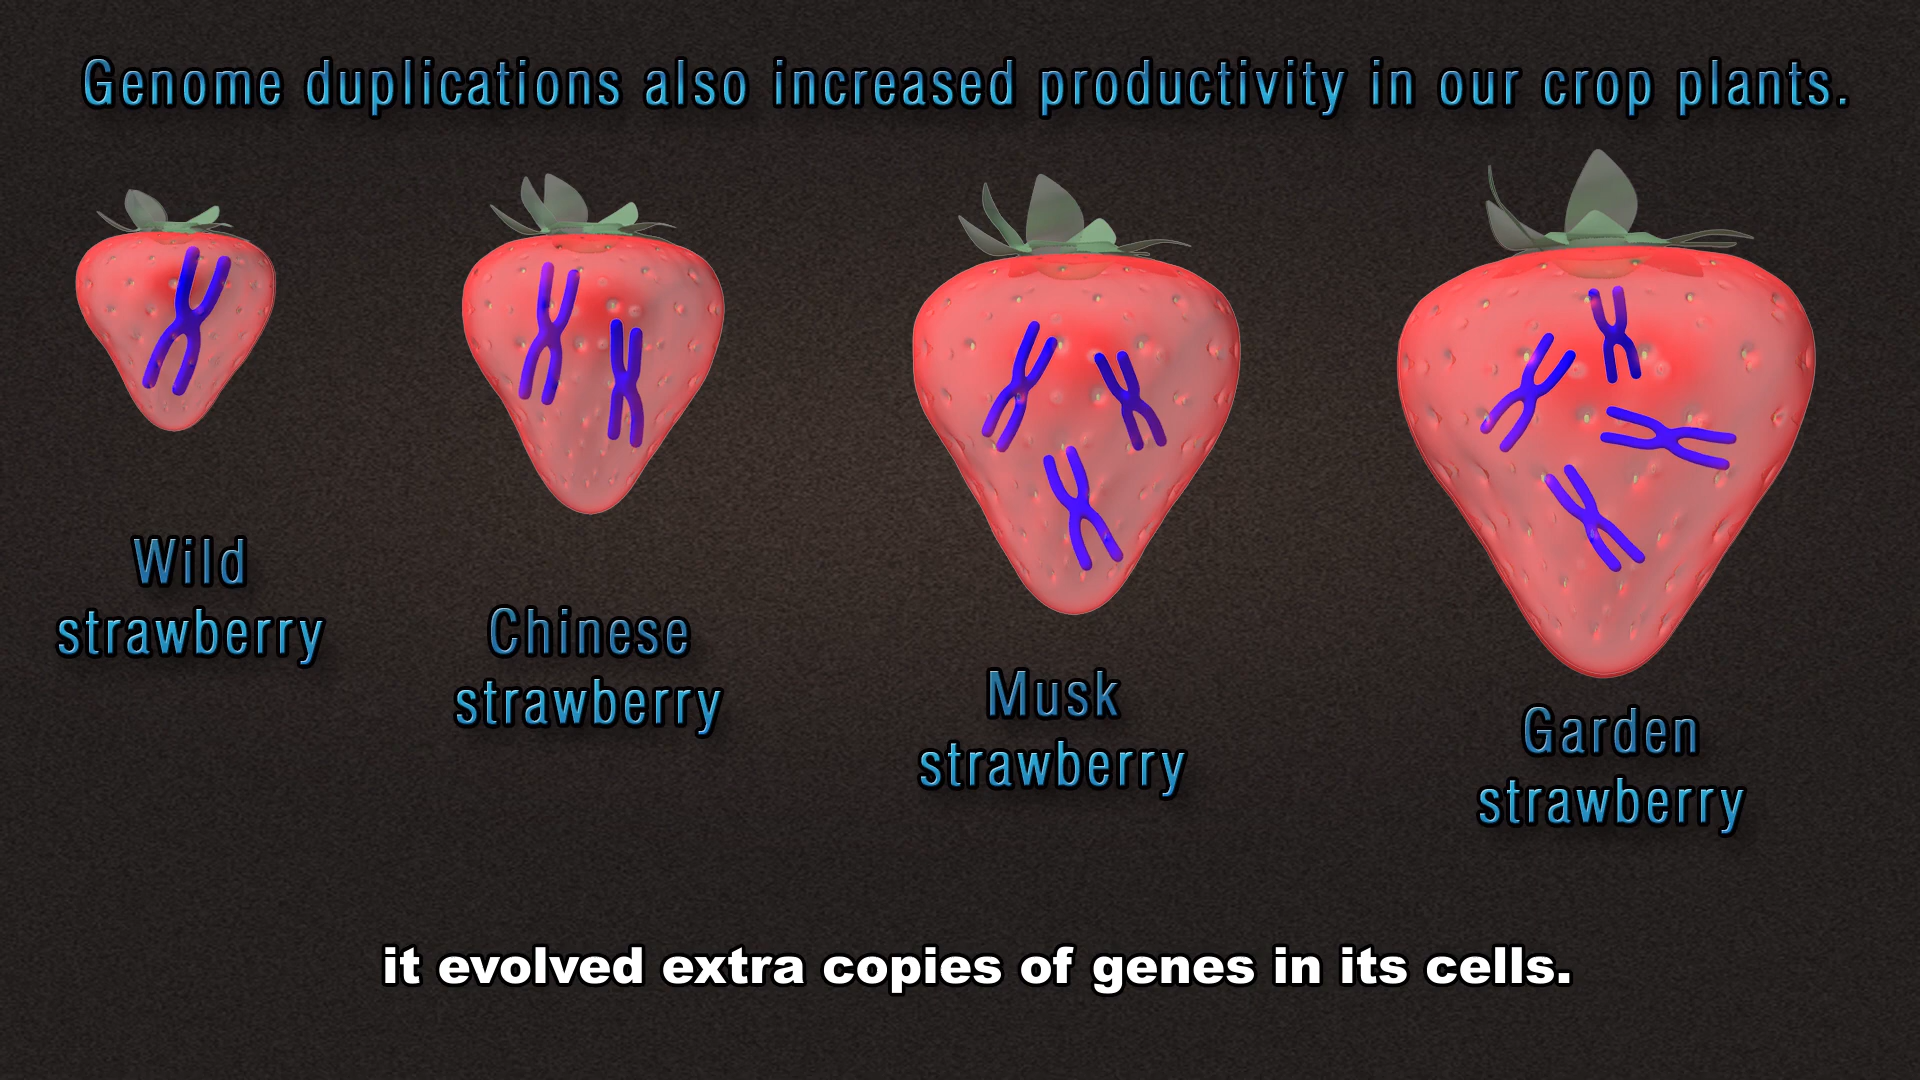 Genome duplications also increased productivity in our crop plants.
Wild
strawberry
Chinese
strawberry
Musk
strawberry
Garden
strawberry
it evolved extra copies of genes in its cells.